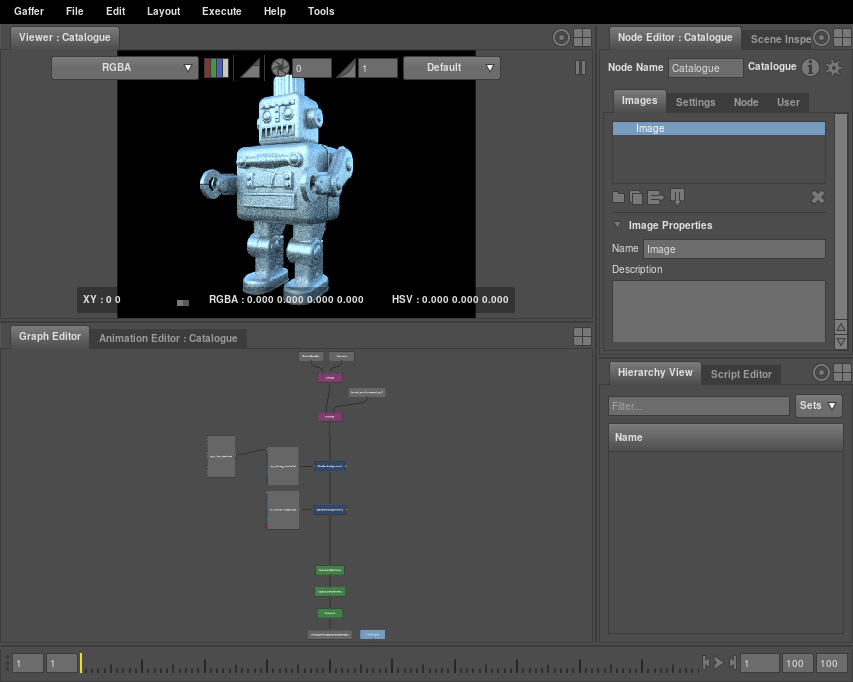 Gaffer File Edit Layout Execute Help Tools
Viewer : Catalogue
RGBA 0 1 Default
XY : 0 0 RGBA : 0.000 0.000 0.000 0.000 HSV : 0.000 0.000 0.000
Graph Editor Animation Editor : Catalogue
Node Editor : Catalogue Scene Inspe
Node Name Catalogue Catalogue
Images Settings Node User
Image
Image Properties
Name Image
Description
Hierarchy View Script Editor
Filter... Sets
Name
1 1 1 100 100